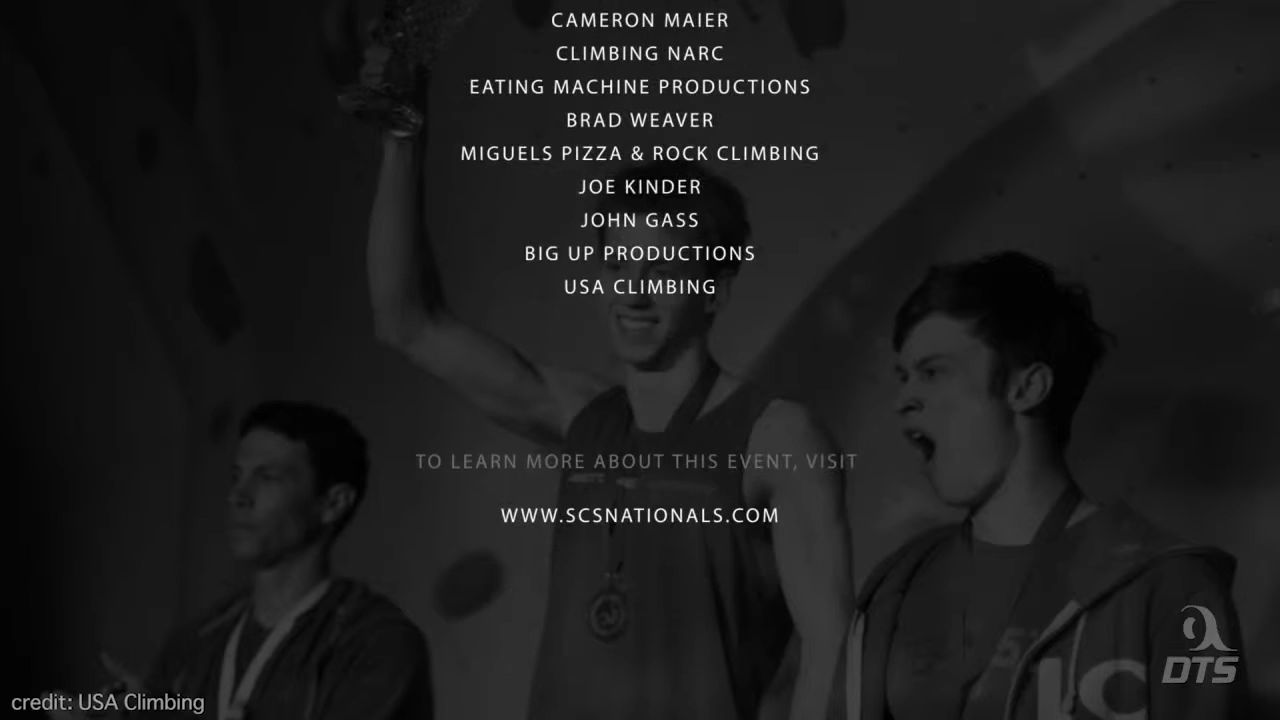 CAMERON MAIER
CLIMBING NARC
EATING MACHINE PRODUCTIONS
BRAD WEAVER
MIGUELS PIZZA & ROCK CLIMBING
JOE KINDER
JOHN GASS
BIG UP PRODUCTIONS
USA CLIMBING
TO LEARN MORE ABOUT THIS EVENT, VISIT
WWW.SCSNATIONALS.COM
DTS
credit: USA Climbing